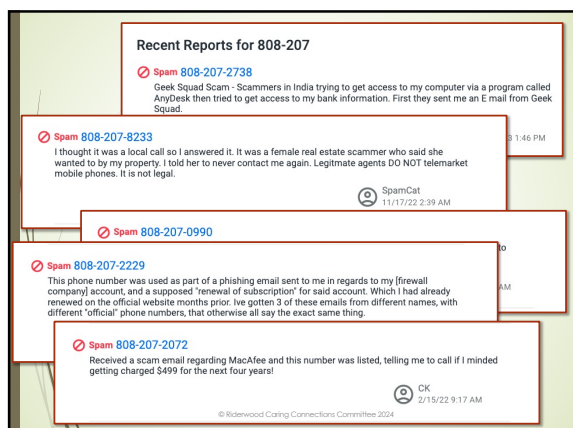 Recent Reports for 808-207
Spam 808-207-2738
Geek Squad Scam - Scammers in India trying to get access to my computer via a program called
AnyDesk then tried to get access to my bank information. First they sent me an E mail from Geek
Squad.
3 1:46 PM
Spam 808-207-8233
I thought it was a local call so I answered it. It was a female real estate scammer who said she
wanted to by my property. I told her to never contact me again. Legitmate agents DO NOT telemarket
mobile phones. It is not legal.
SpamCat
11/17/22 2:39 AM
Spam 808-207-0990
to
AM
Spam 808-207-2229
This phone number was used as part of a phishing email sent to me in regards to my [firewall
company] account, and a supposed "renewal of subscription" for said account. Which I had already
renewed on the official website months prior. Ive gotten 3 of these emails from different names, with
different "official" phone numbers, that otherwise all say the exact same thing.
Spam 808-207-2072
Received a scam email regarding MacAfee and this number was listed, telling me to call if I minded
getting charged $499 for the next four years!
CK
2/15/22 9:17 AM
© Riderwood Caring Connections Committee 2024